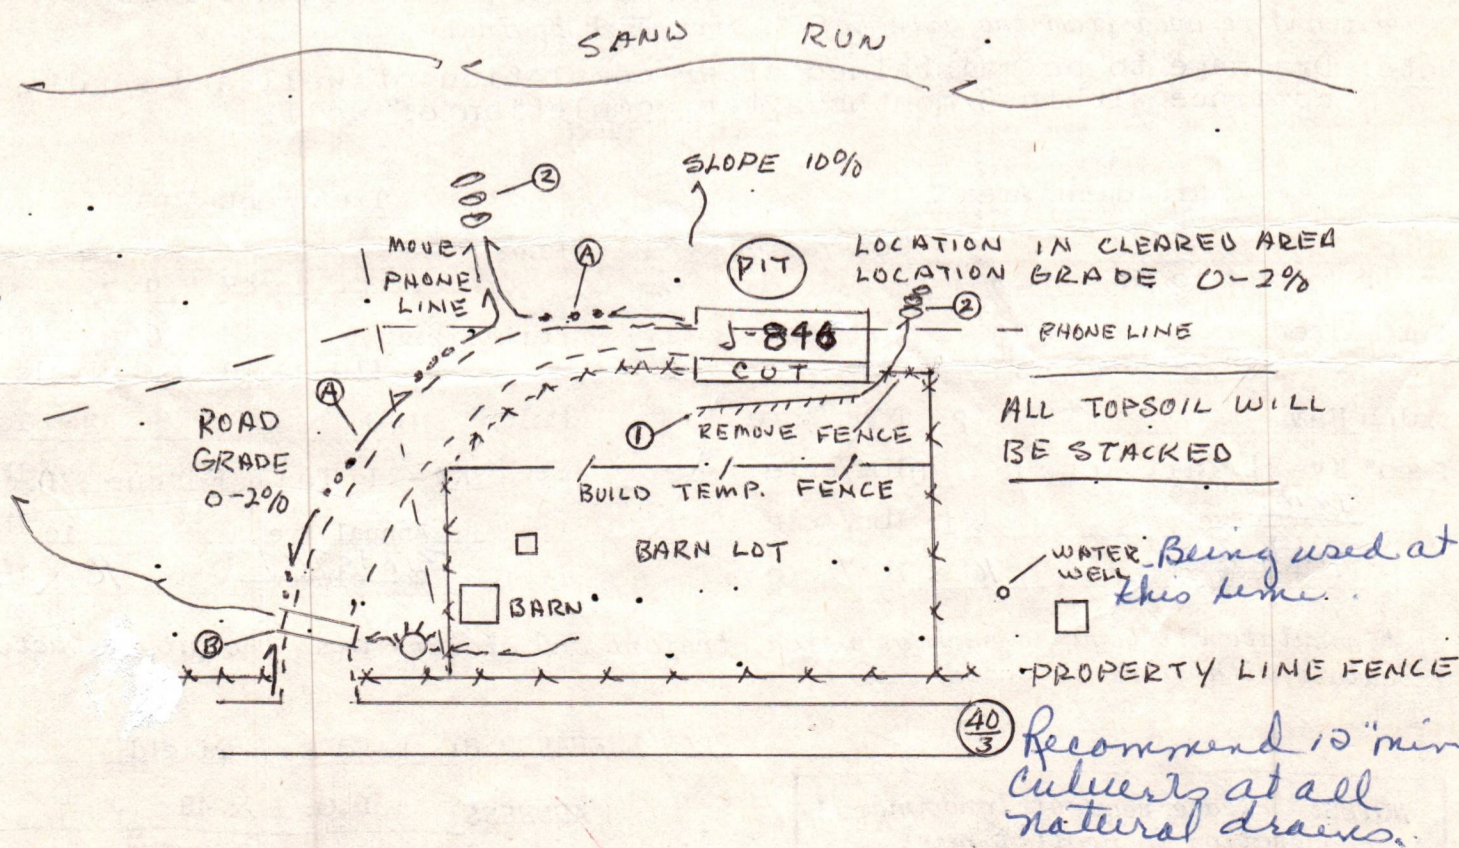 SAND RUN
SLOPE 10%
2
A
MOVE
PHONE
LINE
PIT
LOCATION IN CLEARED AREA
LOCATION GRADE 0-2%
2
J-846
PHONE LINE
CUT
A
ROAD
GRADE
0-2%
1
REMOVE FENCE
ALL TOPSOIL WILL
BE STACKED
BUILD TEMP. FENCE
BARN LOT
WATER
WELL
Being used at
this time.
BARN
B
PROPERTY LINE FENCE
40
3
Recommend 12" min
culverts at all
natural drains.